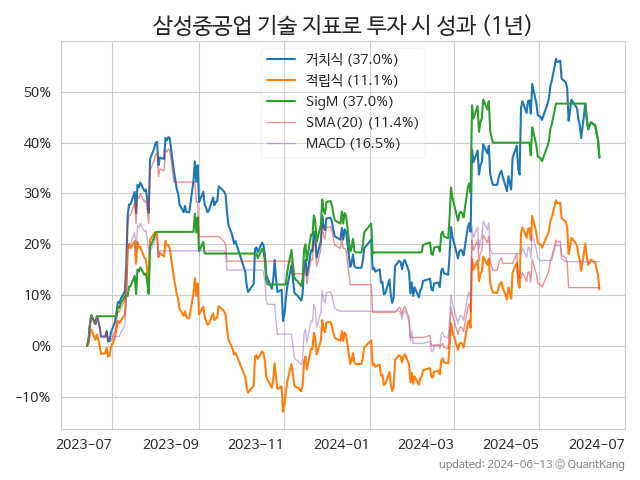 삼성중공업 기술 지표로 투자 시 성과 (1년)
거치식 (37.0%)
적립식 (11.1%)
SigM (37.0%)
SMA(20) (11.4%)
MACD (16.5%)
50%
40%
30%
20%
10%
0%
−10%
2023-07 2023-09 2023-11 2024-01 2024-03 2024-05 2024-07
updated: 2024-06-13 © QuantKang